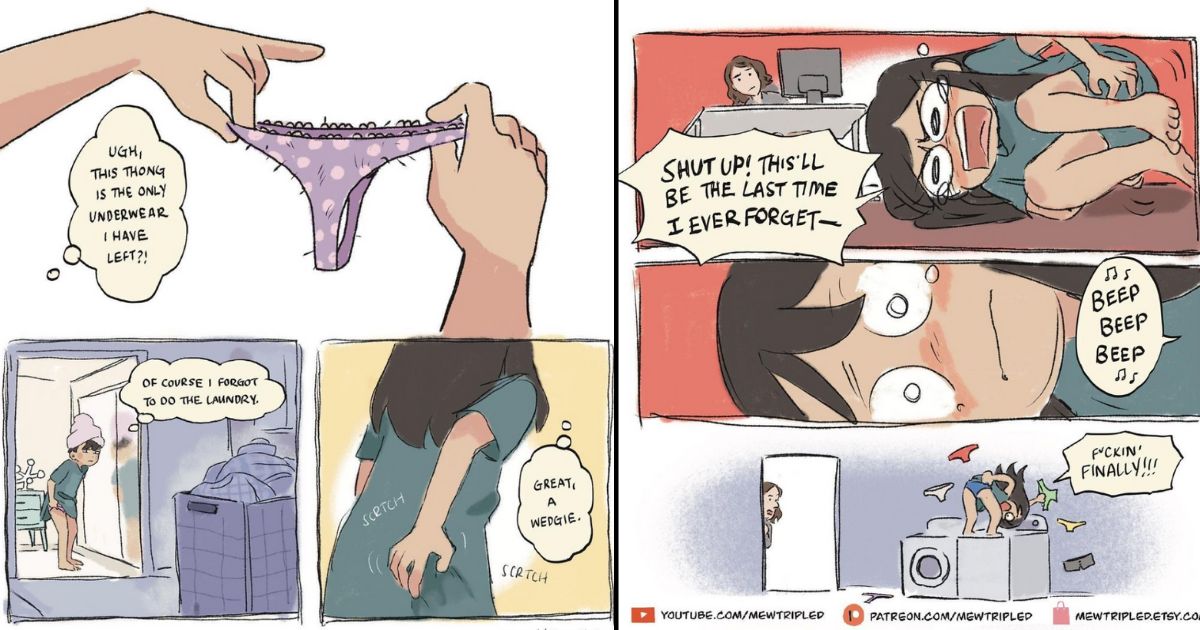 UGH,
THIS THONG
IS THE ONLY
UNDERWEAR
I HAVE
LEFT?!
OF COURSE I FORGOT
TO DO THE LAUNDRY.
SCRTCH
GREAT,
A
WEDGIE.
SCRTCH
SHUT UP! THIS'LL
BE THE LAST TIME
I EVER FORGET—
♫♪
BEEP
BEEP
BEEP
♫♪
F*CKIN'
FINALLY!!!
YOUTUBE.COM/MEWTRIPLED
PATREON.COM/MEWTRIPLED
MEWTRIPLED.ETSY.CO